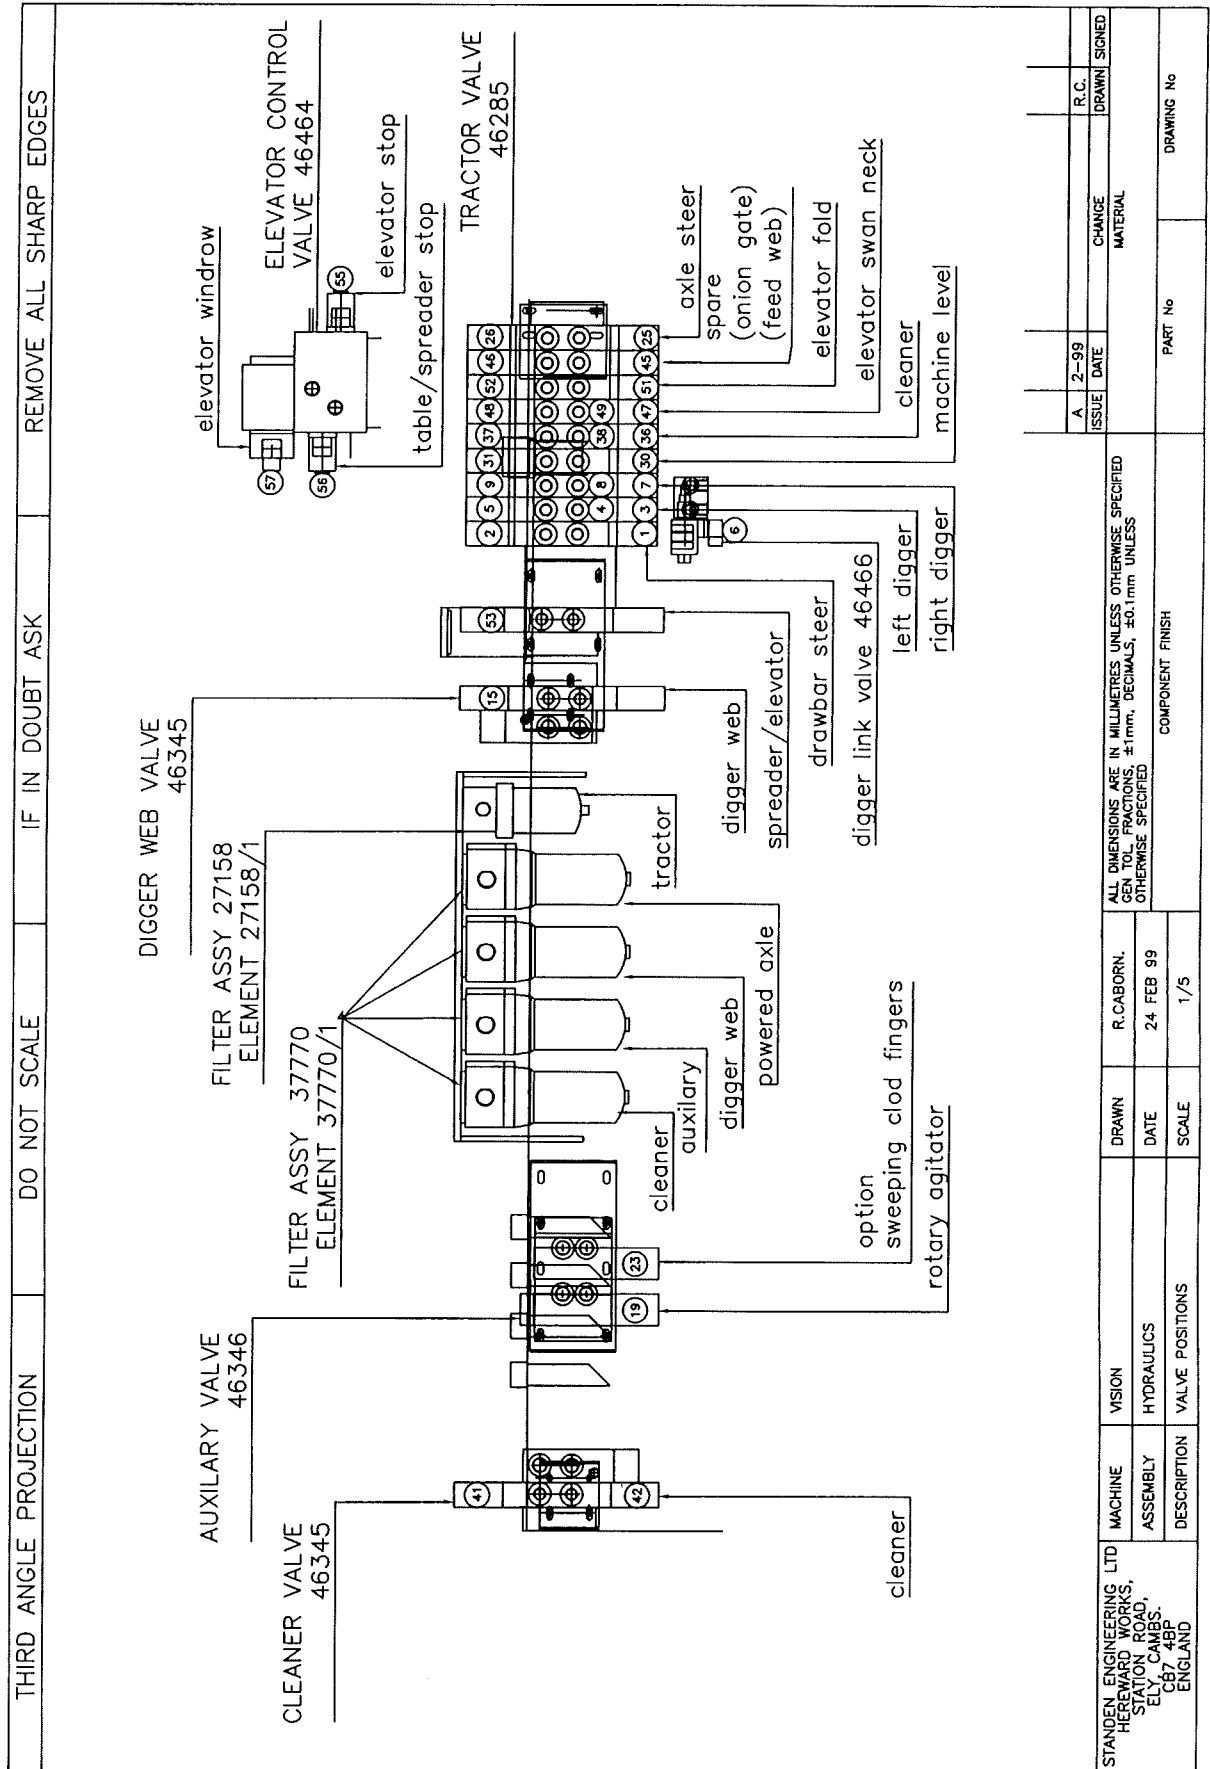 THIRD ANGLE PROJECTION
DO NOT SCALE
IF IN DOUBT ASK
REMOVE ALL SHARP EDGES
CLEANER VALVE
46345
AUXILARY VALVE
46346
FILTER ASSY 37770
ELEMENT 37770/1
FILTER ASSY 27158
ELEMENT 27158/1
DIGGER WEB VALVE
46345
elevator windrow
ELEVATOR CONTROL
VALVE 46464
57
56
55
elevator stop
table/spreader stop
TRACTOR VALVE
46285
41
42
19
23
15
53
2
5
9
31
37
48
52
46
26
4
8
38
49
1
3
7
30
36
47
51
45
25
6
cleaner
option
sweeping clod fingers
rotary agitator
cleaner
auxilary
digger web
powered axle
tractor
digger web
spreader/elevator
drawbar steer
digger link valve 46466
left digger
right digger
axle steer
spare
(onion gate)
(feed web)
elevator fold
elevator swan neck
cleaner
machine level
A
2-99
R.C.
ISSUE
DATE
CHANGE
DRAWN
SIGNED
STANDEN ENGINEERING LTD
HEREWARD WORKS,
STATION ROAD,
ELY, CAMBS.
CB7 4BP
ENGLAND
MACHINE
VISION
ASSEMBLY
HYDRAULICS
DESCRIPTION
VALVE POSITIONS
DRAWN
R.CABORN.
DATE
24 FEB 99
SCALE
1/5
ALL DIMENSIONS ARE IN MILLIMETRES UNLESS OTHERWISE SPECIFIED
GEN TOL. FRACTIONS, ±1mm, DECIMALS, ±0.1mm UNLESS
OTHERWISE SPECIFIED
COMPONENT FINISH
MATERIAL
PART No
DRAWING No